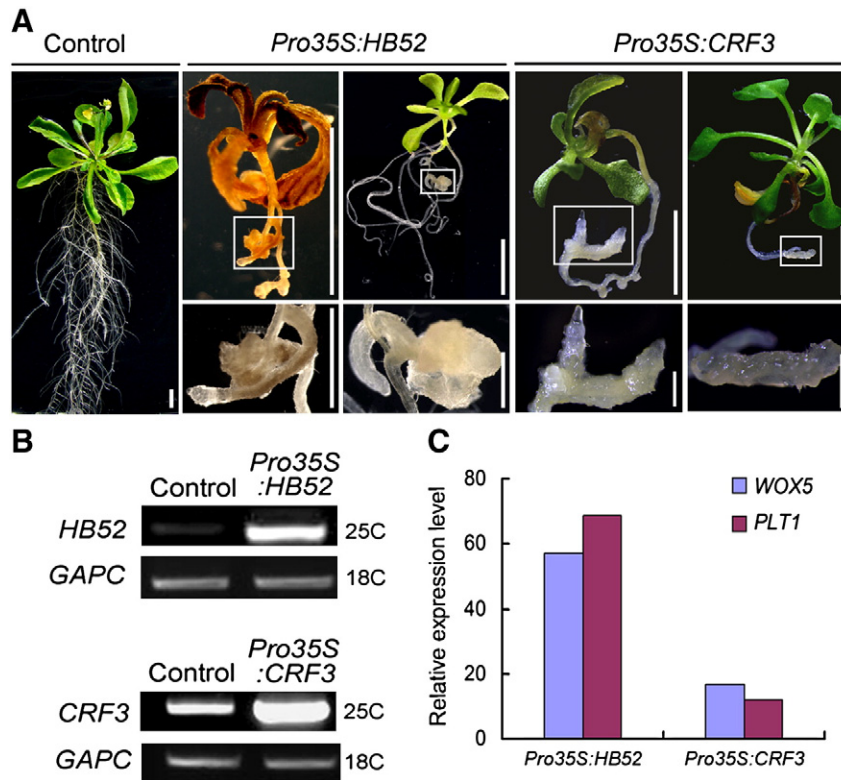 A
Control
Pro35S:HB52
Pro35S:CRF3
B
Control
Pro35S
:HB52
HB52
25C
GAPC
18C
Control
Pro35S
:CRF3
CRF3
25C
GAPC
18C
C
Relative expression level
80
60
40
20
0
WOX5
PLT1
Pro35S:HB52
Pro35S:CRF3